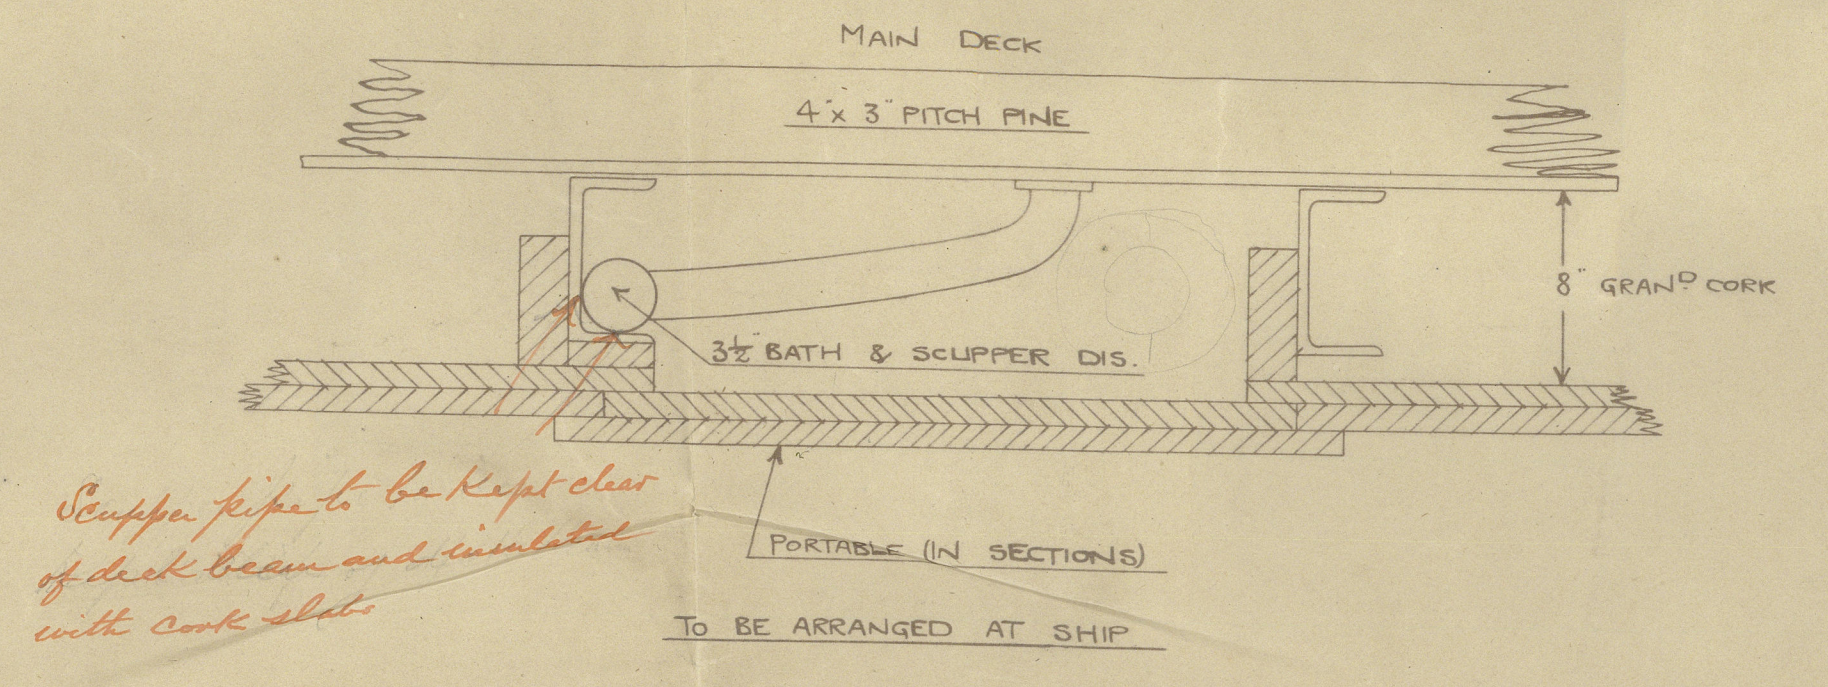 MAIN DECK
4" x 3" PITCH PINE
8" GRAND CORK
3½" BATH & SCUPPER DIS.
Scupper pipe to be kept clear
of deck beam and insulated
with cork slabs
PORTABLE (IN SECTIONS)
TO BE ARRANGED AT SHIP